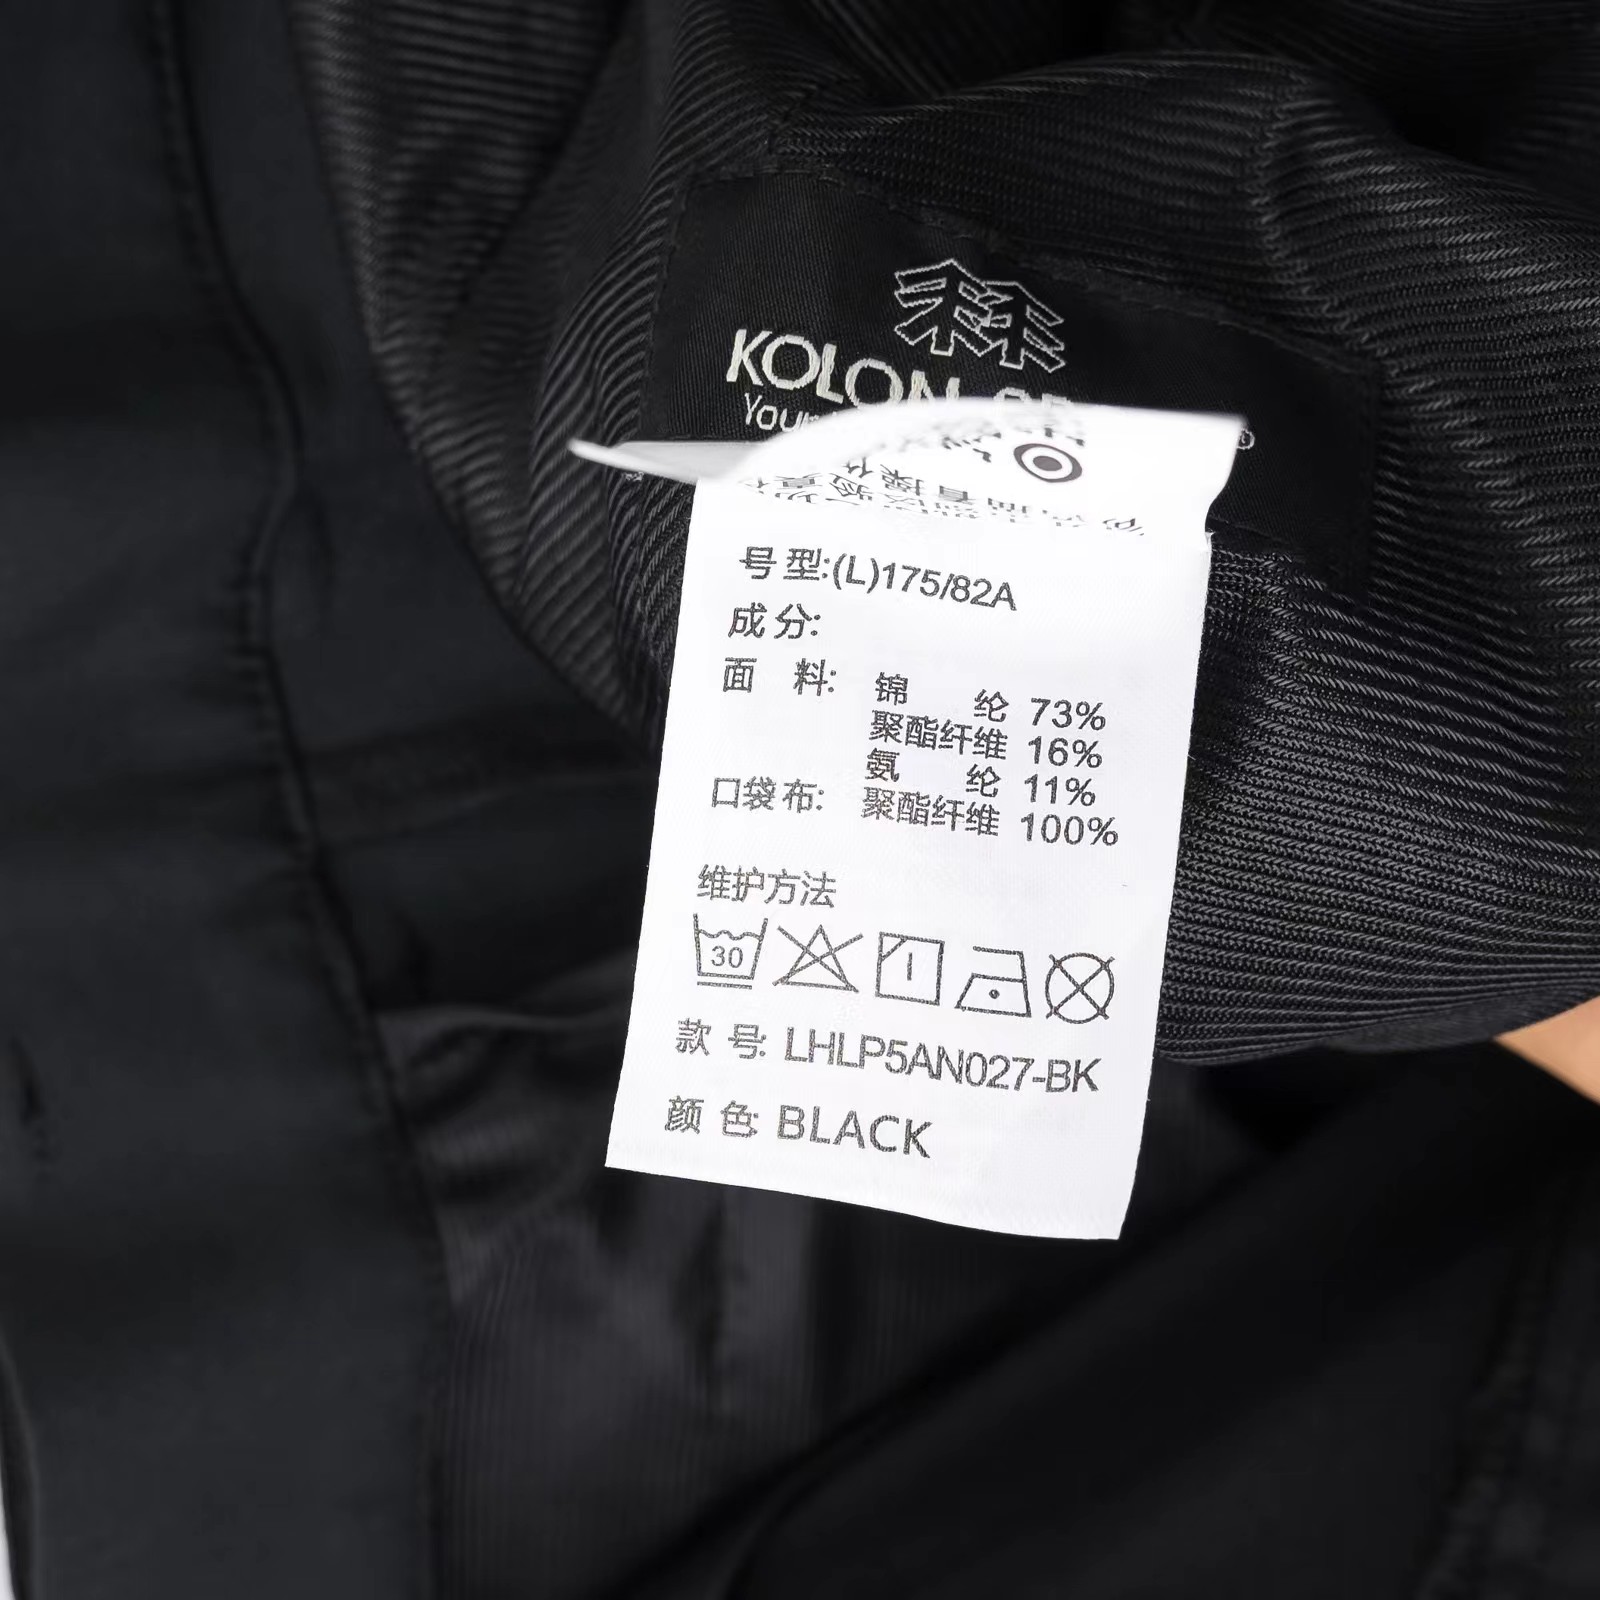 KOLON
Your
号型:(L)175/82A
成分:
面 料: 锦 纶 73%
聚酯纤维 16%
氨 纶 11%
口袋布: 聚酯纤维 100%
维护方法
30
款 号: LHLP5AN027-BK
颜 色: BLACK